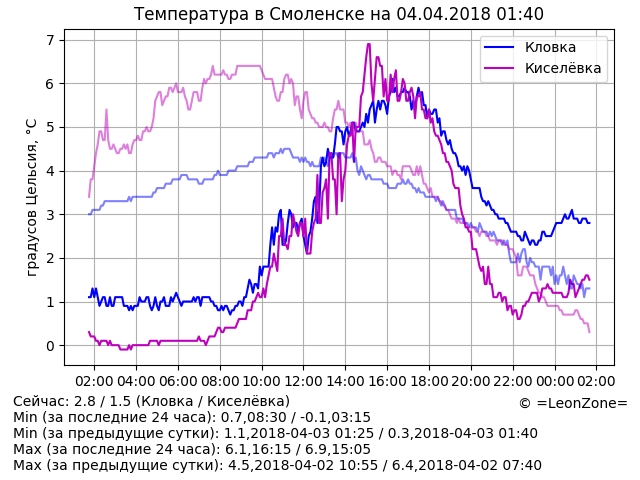 Температура в Смоленске на 04.04.2018 01:40
градусов Цельсия, °C
7
6
5
4
3
2
1
0
Кловка
Киселёвка
02:00 04:00 06:00 08:00 10:00 12:00 14:00 16:00 18:00 20:00 22:00 00:00 02:00
Сейчас: 2.8 / 1.5 (Кловка / Киселёвка)
© =LeonZone=
Min (за последние 24 часа): 0.7,08:30 / -0.1,03:15
Min (за предыдущие сутки): 1.1,2018-04-03 01:25 / 0.3,2018-04-03 01:40
Max (за последние 24 часа): 6.1,16:15 / 6.9,15:05
Max (за предыдущие сутки): 4.5,2018-04-02 10:55 / 6.4,2018-04-02 07:40